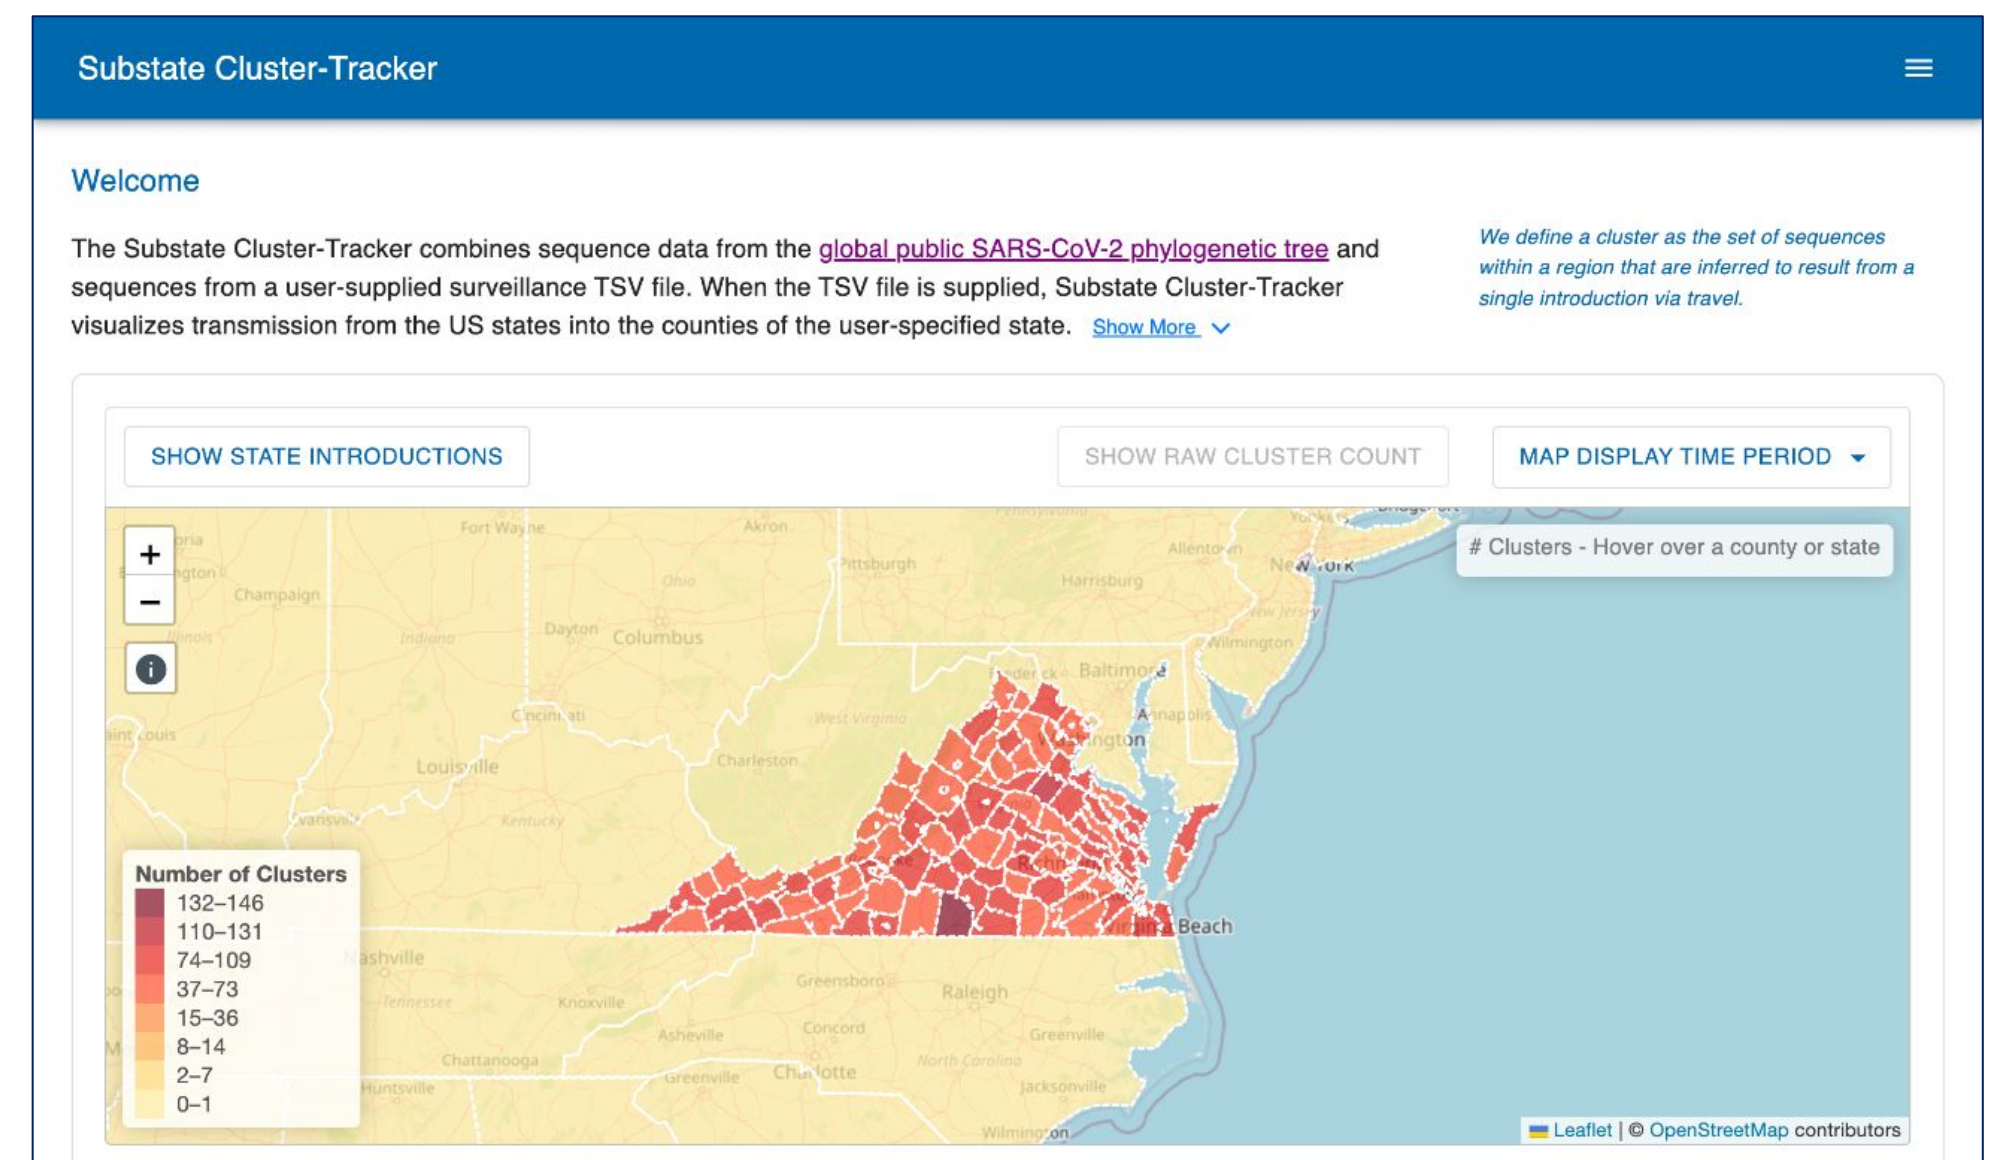 Substate Cluster-Tracker
Welcome
The Substate Cluster-Tracker combines sequence data from the global public SARS-CoV-2 phylogenetic tree and
sequences from a user-supplied surveillance TSV file. When the TSV file is supplied, Substate Cluster-Tracker
visualizes transmission from the US states into the counties of the user-specified state. Show More
We define a cluster as the set of sequences
within a region that are inferred to result from a
single introduction via travel.
SHOW STATE INTRODUCTIONS
SHOW RAW CLUSTER COUNT
MAP DISPLAY TIME PERIOD
+
−
i
# Clusters - Hover over a county or state
Fort Wayne
Akron
Pittsburgh
Allentown
New York
Harrisburg
Ohio
Champaign
Illinois
Indiana
Dayton
Columbus
New Jersey
Wilmington
Baltimore
Cincinnati
West Virginia
Annapolis
Washington
Louisville
Charleston
Evansville
Kentucky
Virginia Beach
Nashville
Tennessee
Knoxville
Greensboro
Raleigh
Asheville
Concord
Greenville
Chattanooga
Charlotte
North Carolina
Huntsville
Greenville
Jacksonville
Wilmington
Number of Clusters
132–146
110–131
74–109
37–73
15–36
8–14
2–7
0–1
Leaflet | © OpenStreetMap contributors